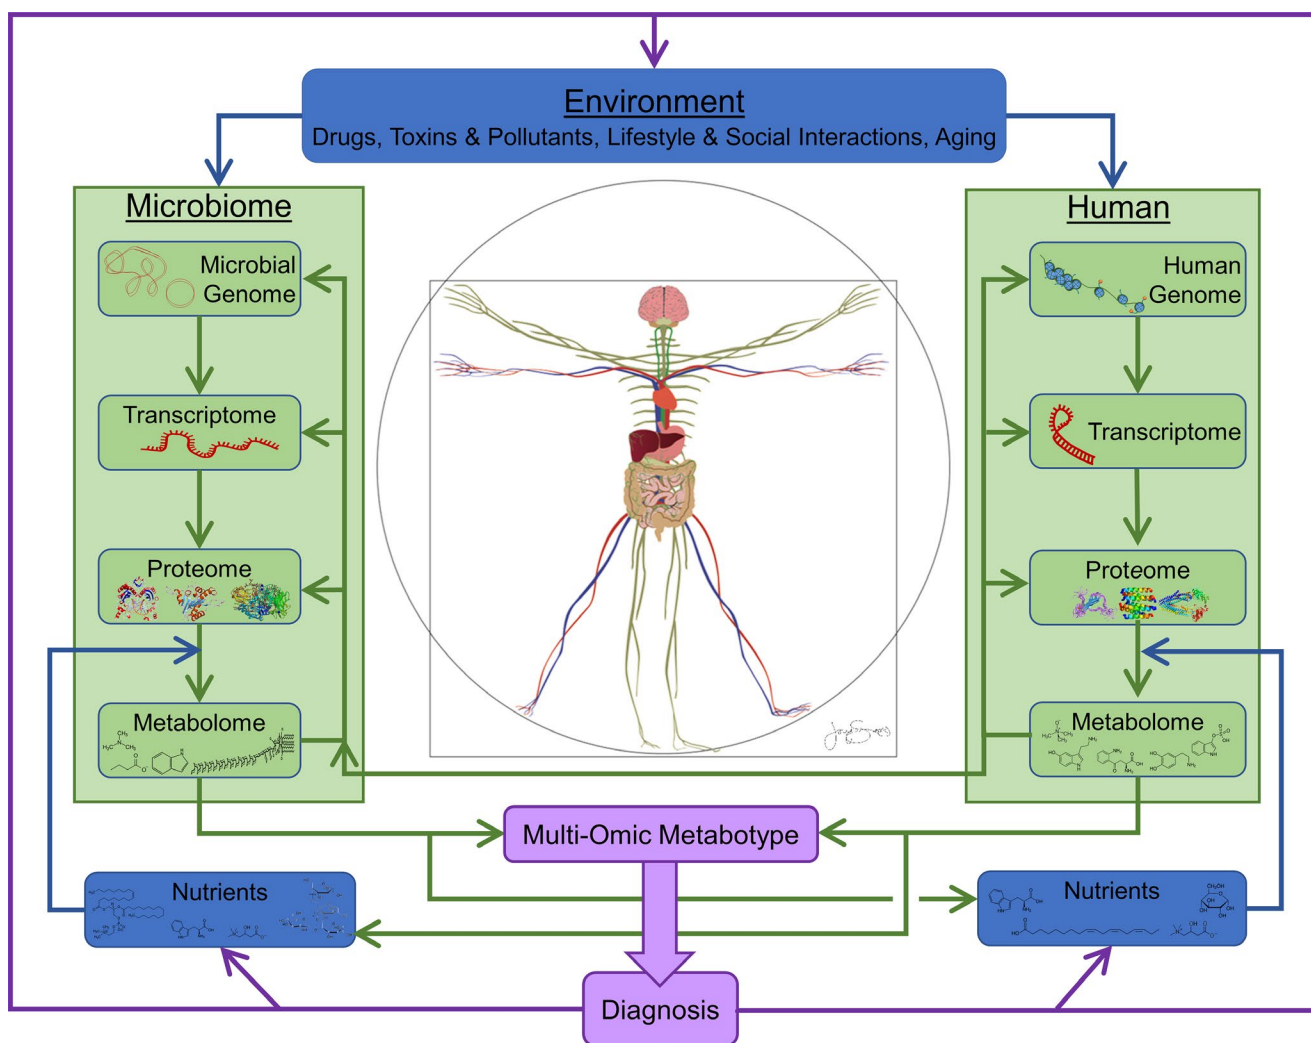 Environment
Drugs, Toxins & Pollutants, Lifestyle & Social Interactions, Aging
Microbiome
Microbial
Genome
Transcriptome
Proteome
Metabolome
Human
Human
Genome
Transcriptome
Proteome
Metabolome
Multi-Omic Metabotype
Nutrients
Nutrients
Diagnosis